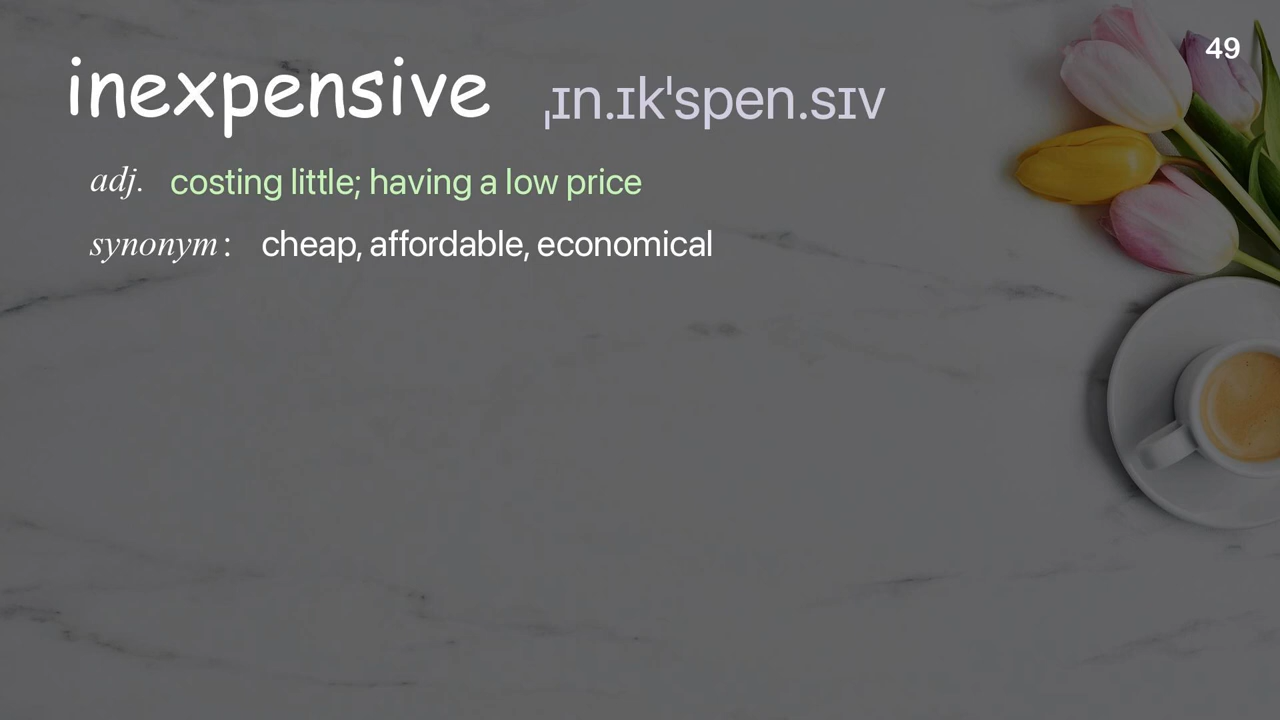 49
inexpensive ˌɪn.ɪkˈspen.sɪv
adj. costing little; having a low price
synonym: cheap, affordable, economical